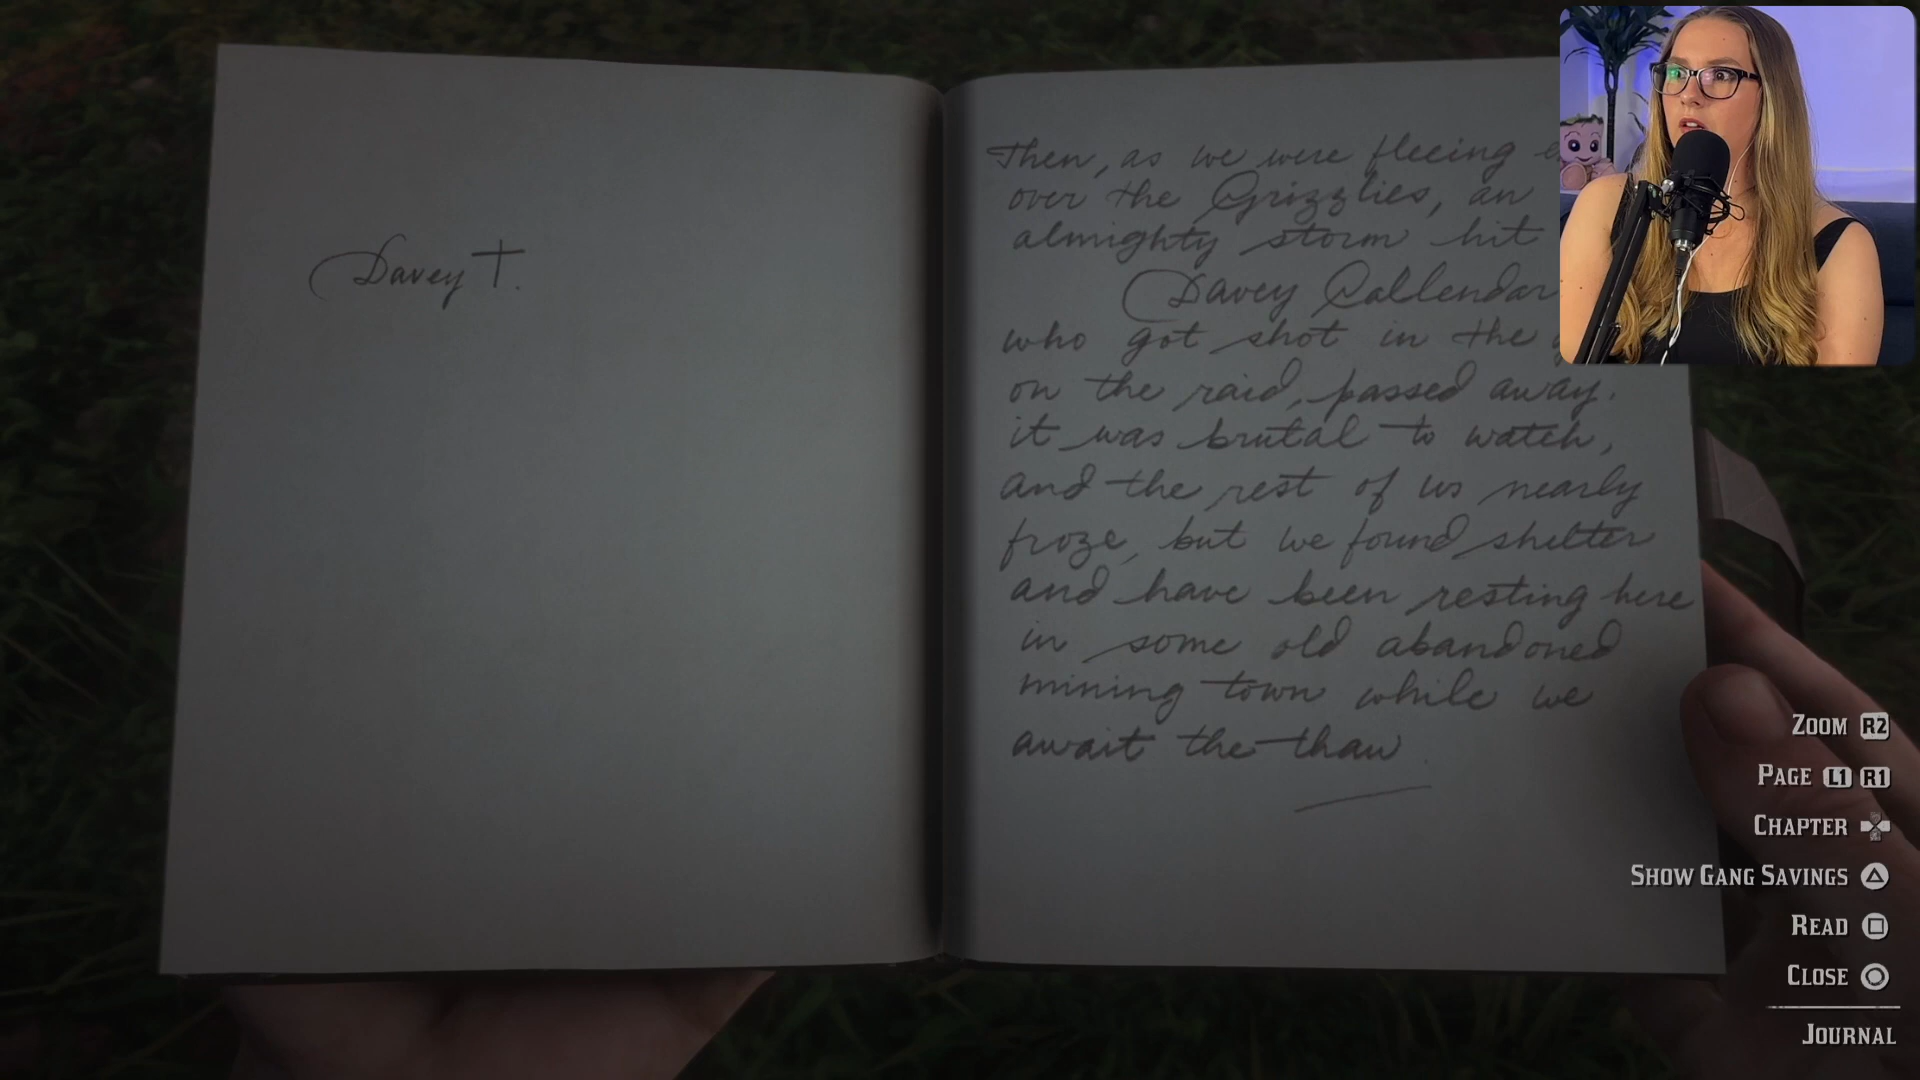 Davey †.
Then, as we were fleeing
over the Grizzlies, an
almighty storm hit
Davey Callendar
who got shot in the
on the raid, passed away.
it was brutal to watch,
and the rest of us nearly
froze, but we found shelter
and have been resting here
in some old abandoned
mining town while we
await the thaw
ZOOM R2
PAGE L1 R1
CHAPTER
SHOW GANG SAVINGS
READ
CLOSE
JOURNAL